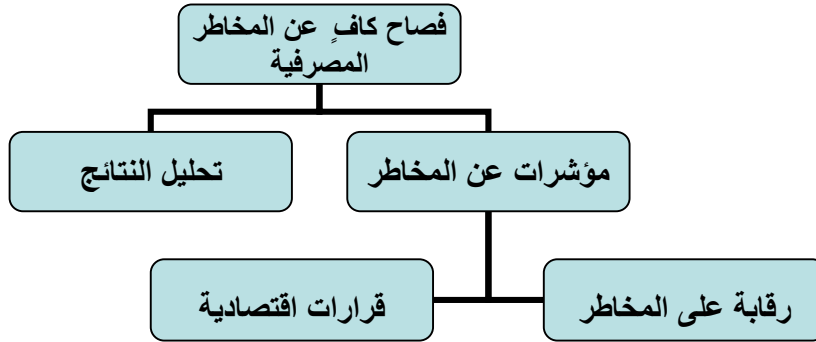 فصاح كافٍ عن المخاطر
المصرفية
مؤشرات عن المخاطر
تحليل النتائج
رقابة على المخاطر
قرارات اقتصادية